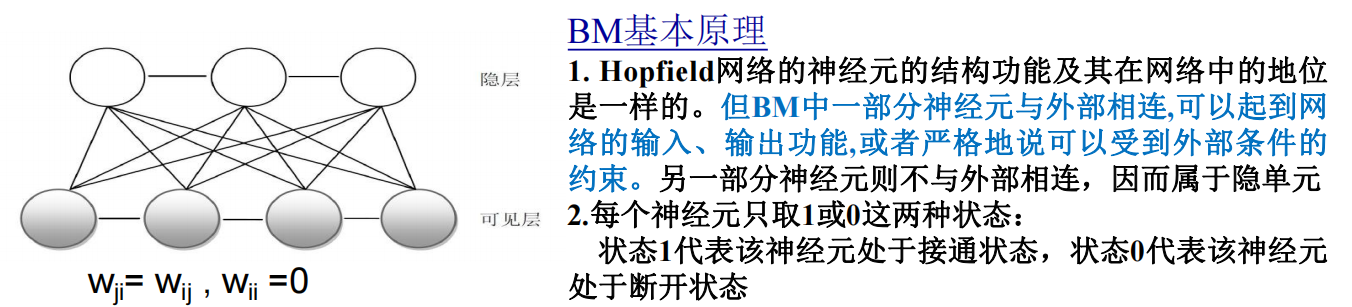 隐层
可见层
wji= wij , wii =0
BM基本原理
1. Hopfield网络的神经元的结构功能及其在网络中的地位
是一样的。但BM中一部分神经元与外部相连,可以起到网
络的输入、输出功能,或者严格地说可以受到外部条件的
约束。另一部分神经元则不与外部相连，因而属于隐单元
2.每个神经元只取1或0这两种状态：
状态1代表该神经元处于接通状态，状态0代表该神经元
处于断开状态